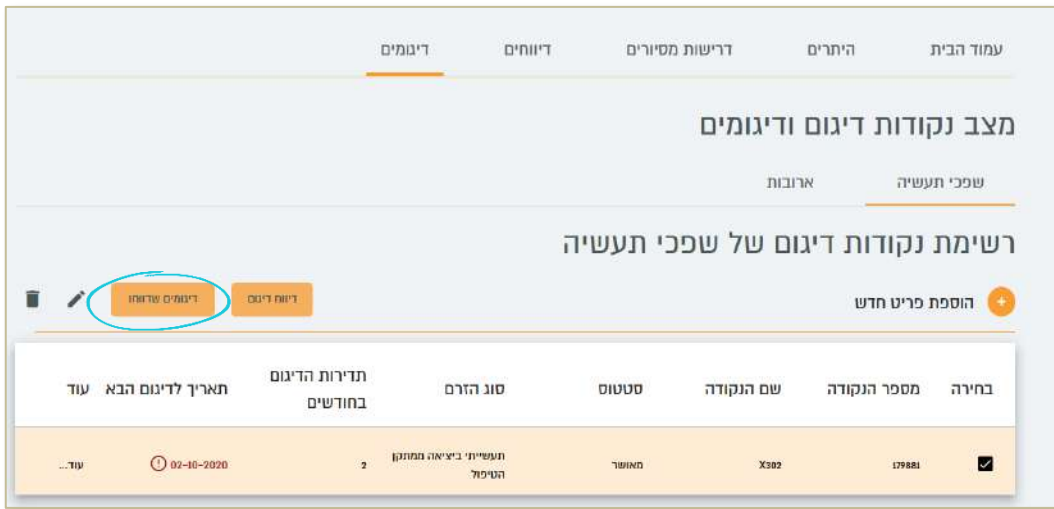 עמוד הבית היתרים דרישות מסיורים דיווחים דיגומים
מצב נקודות דיגום ודיגומים
שפכי תעשיה ארובות
רשימת נקודות דיגום של שפכי תעשיה
+ הוספת פריט חדש דיווח דיגום דיגומים שדווחו
בחירה מספר הנקודה שם הנקודה סטטוס סוג הזרם תדירות הדיגום תאריך לדיגום הבא עוד
בחודשים
179881 X302 מאושר תעשייתי ביציאה ממתקן 2 02-10-2020 עוד...
הטיפול